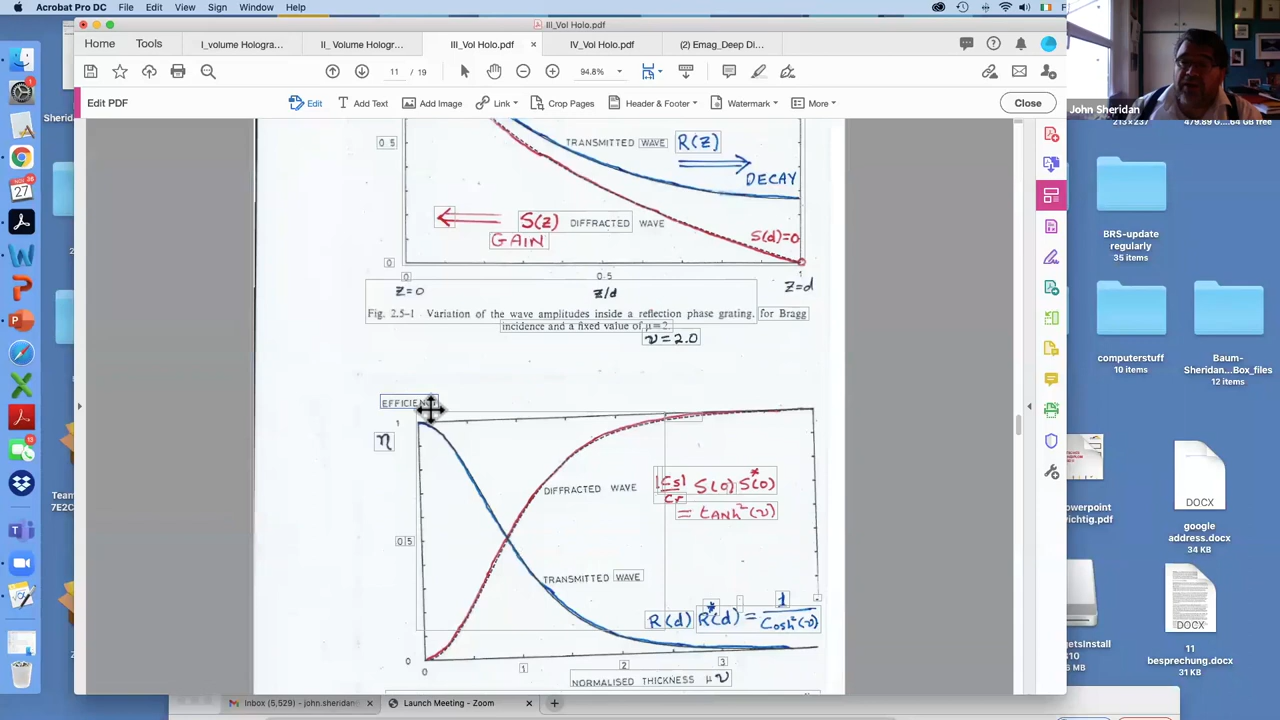 Acrobat Pro DC File Edit View Sign Window Help
III_Vol Holo.pdf
Home Tools I_volume Hologra... II_ Volume Hologr... III_Vol Holo.pdf × IV_Vol Holo.pdf (2) Emag_Deep Di...
11 / 19 94.8%
Edit PDF Edit Add Text Add Image Link Crop Pages Header & Footer Watermark More Close
John Sheridan
0.5
TRANSMITTED WAVE R(z)
DECAY
S(z) DIFFRACTED WAVE
GAIN
S(d)=0
0
0 0.5 1
Z=0 z/d Z=d
Fig. 2.5-1 Variation of the wave amplitudes inside a reflection phase grating, for Bragg
incidence and a fixed value of μ=2.
ν=2.0
EFFICIENCY
1
η
DIFFRACTED WAVE
|Cs|/Cr S(0) S*(0)
= tanh²(ν)
0.5
TRANSMITTED WAVE
R(d) R*(d) = 1/Cosh²(ν)
0
0 1 2 3
NORMALISED THICKNESS μ ν
BRS-update
regularly
35 items
computerstuff
10 items
Baum-
Sheridan...Box_files
12 items
google
address.docx
34 KB
11
besprechung.docx
31 KB
DOCX
DOCX
Inbox (5,529) - john.sheridan × Launch Meeting - Zoom × +